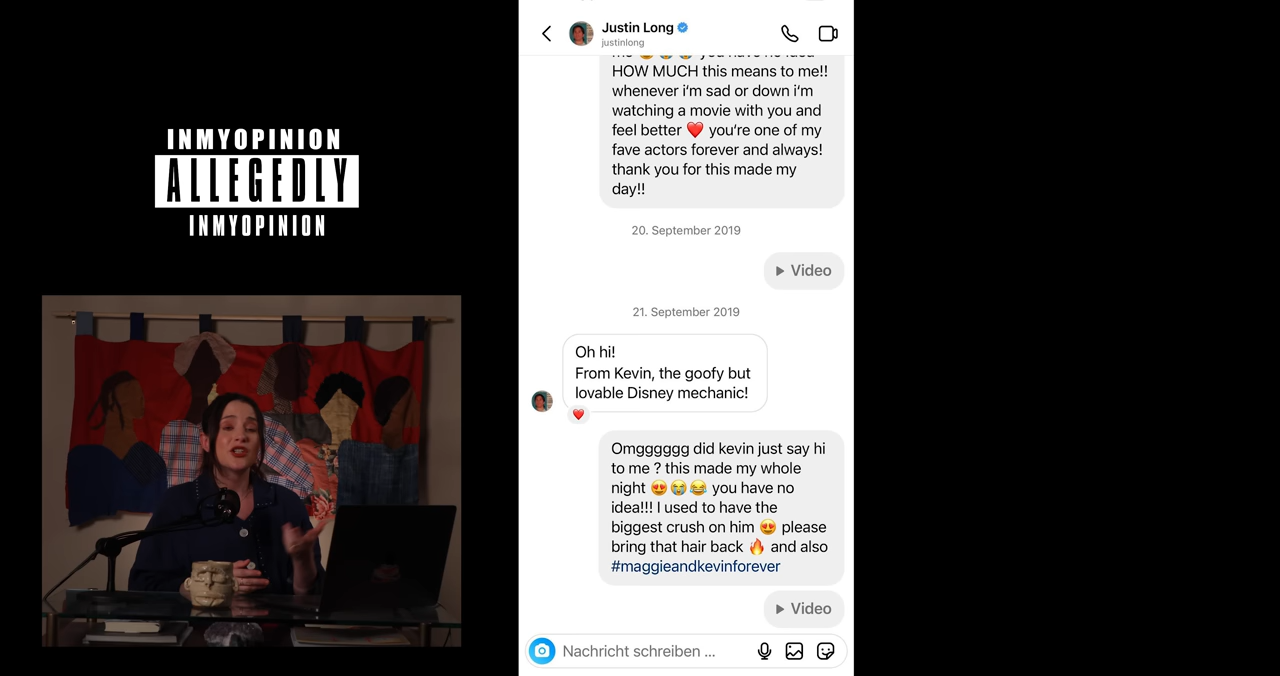 INMYOPINION
ALLEGEDLY
INMYOPINION
Justin Long
justinlong
you have no idea
HOW MUCH this means to me!!
whenever i'm sad or down i'm
watching a movie with you and
feel better ❤️ you're one of my
fave actors forever and always!
thank you for this made my
day!!
20. September 2019
Video
21. September 2019
Oh hi!
From Kevin, the goofy but
lovable Disney mechanic!
Omgggggg did kevin just say hi
to me ? this made my whole
night 😍😭😂 you have no
idea!!! I used to have the
biggest crush on him 😍 please
bring that hair back 🔥 and also
#maggieandkevinforever
Video
Nachricht schreiben ...